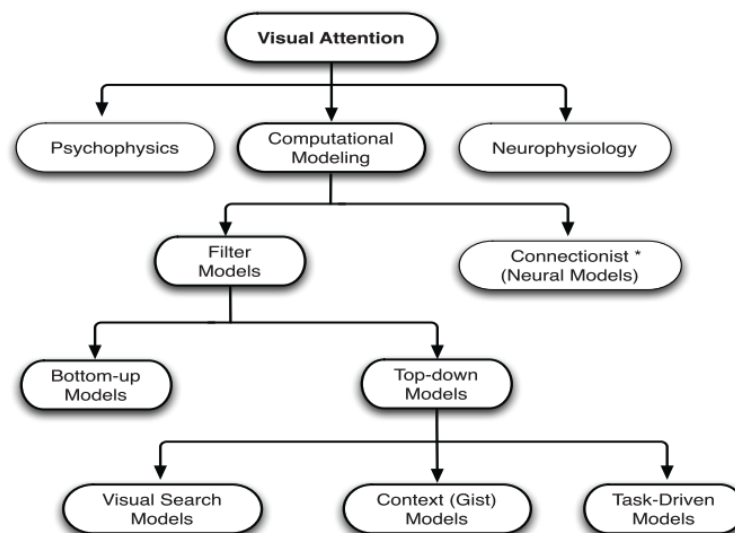 Visual Attention
Psychophysics
Computational
Modeling
Neurophysiology
Filter
Models
Connectionist *
(Neural Models)
Bottom-up
Models
Top-down
Models
Visual Search
Models
Context (Gist)
Models
Task-Driven
Models